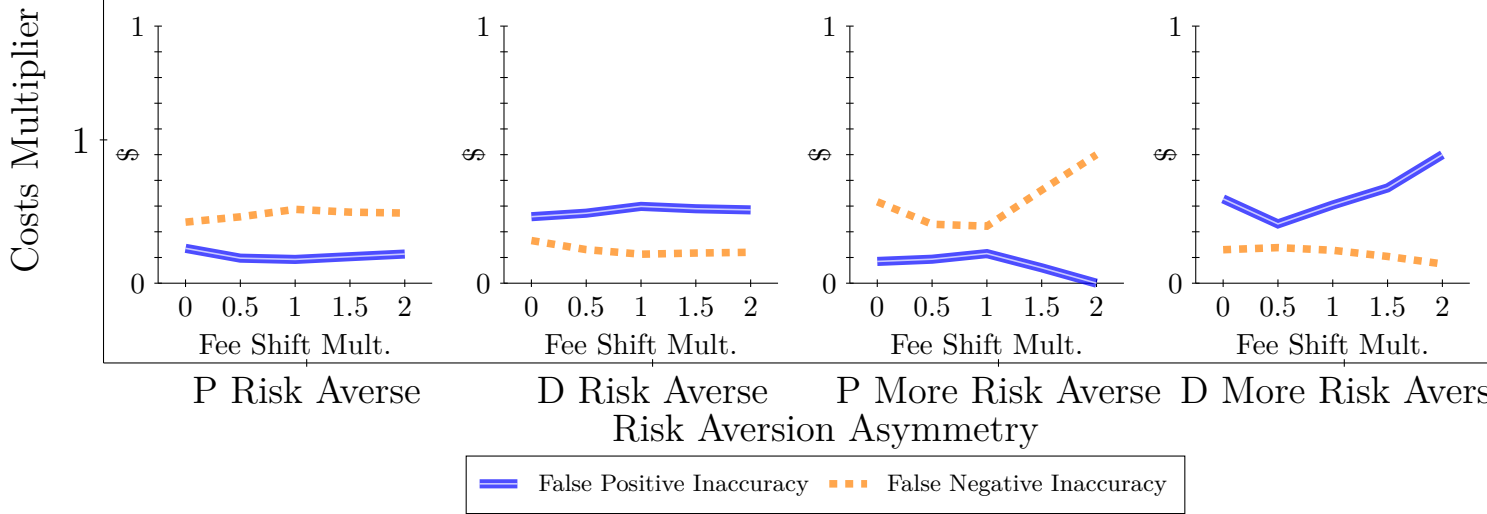 Costs Multiplier
1
1
$
0
0 0.5 1 1.5 2
Fee Shift Mult.
1
$
0
0 0.5 1 1.5 2
Fee Shift Mult.
1
$
0
0 0.5 1 1.5 2
Fee Shift Mult.
1
$
0
0 0.5 1 1.5 2
Fee Shift Mult.
P Risk Averse
D Risk Averse
P More Risk Averse
D More Risk Avers
Risk Aversion Asymmetry
False Positive Inaccuracy
False Negative Inaccuracy